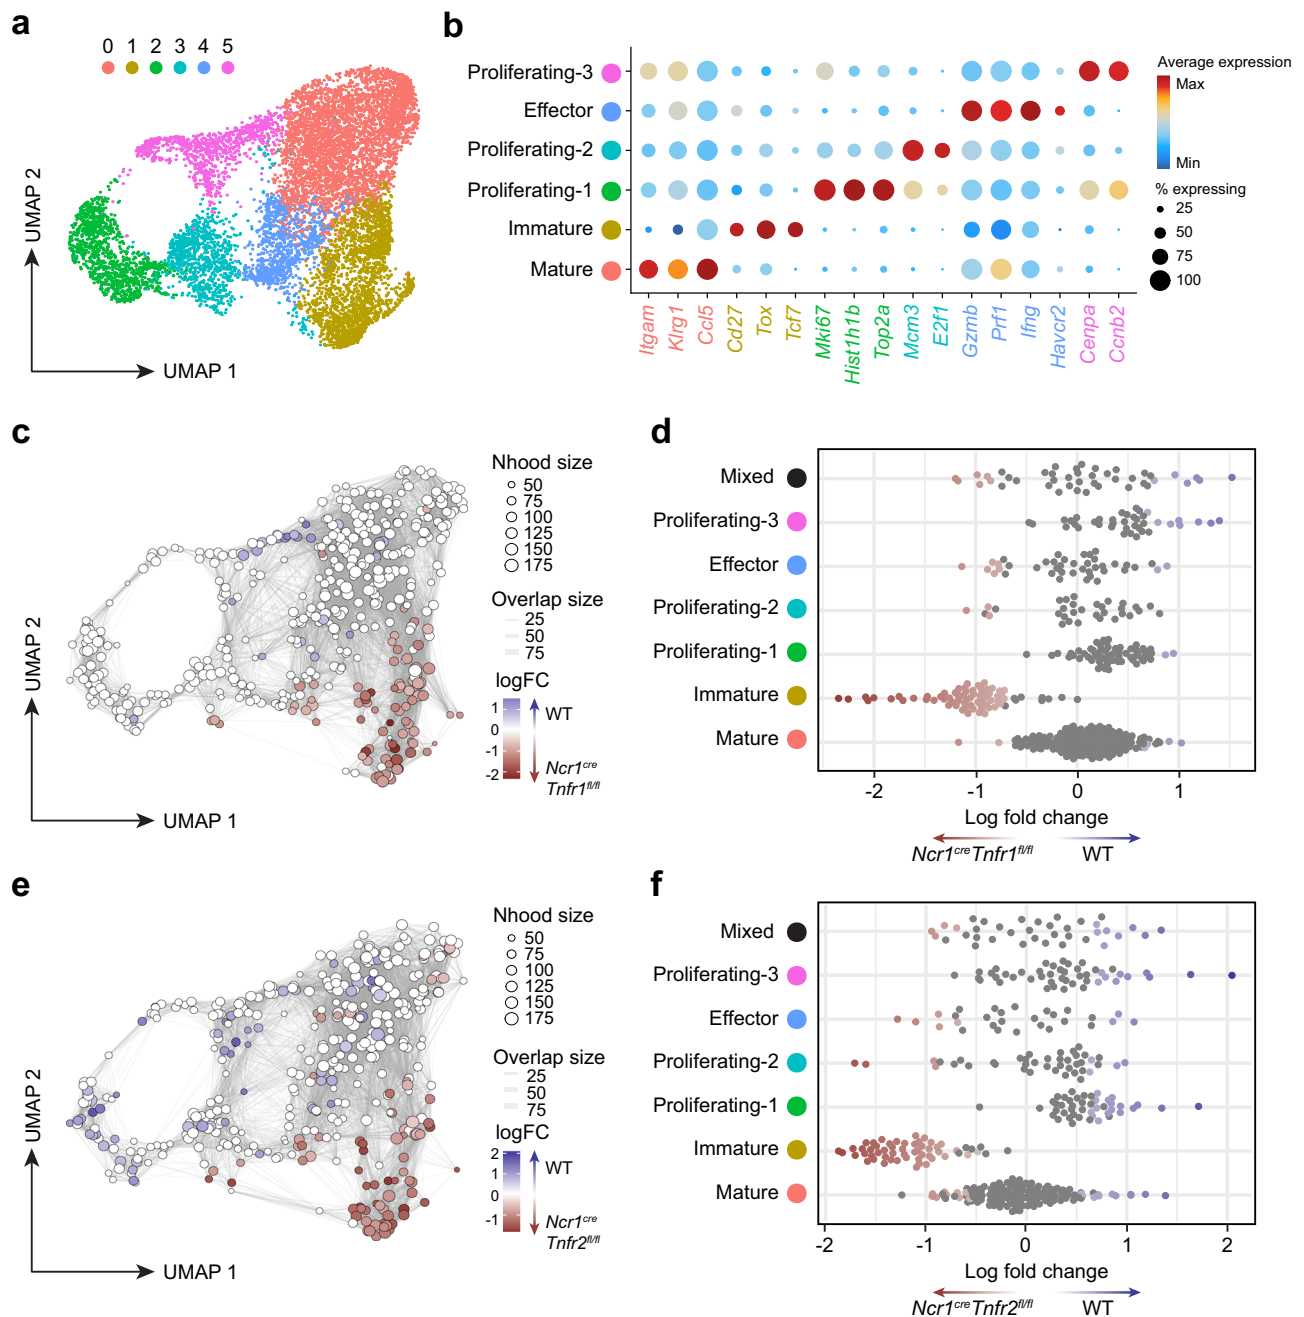 a
0 1 2 3 4 5
UMAP 2
UMAP 1
b
Proliferating-3
Effector
Proliferating-2
Proliferating-1
Immature
Mature
Itgam
Klrg1
Ccl5
Cd27
Tox
Tcf7
Mki67
Hist1h1b
Top2a
Mcm3
E2f1
Gzmb
Prf1
Ifng
Havcr2
Cenpa
Ccnb2
Average expression
Max
Min
% expressing
25
50
75
100
c
UMAP 2
UMAP 1
Nhood size
50
75
100
125
150
175
Overlap size
25
50
75
logFC
1
0
-1
-2
WT
Ncr1cre
Tnfr1fl/fl
d
Mixed
Proliferating-3
Effector
Proliferating-2
Proliferating-1
Immature
Mature
-2 -1 0 1
Log fold change
Ncr1creTnfr1fl/fl WT
e
UMAP 2
UMAP 1
Nhood size
50
75
100
125
150
175
Overlap size
25
50
75
logFC
2
1
0
-1
WT
Ncr1cre
Tnfr2fl/fl
f
Mixed
Proliferating-3
Effector
Proliferating-2
Proliferating-1
Immature
Mature
-2 -1 0 1 2
Log fold change
Ncr1creTnfr2fl/fl WT